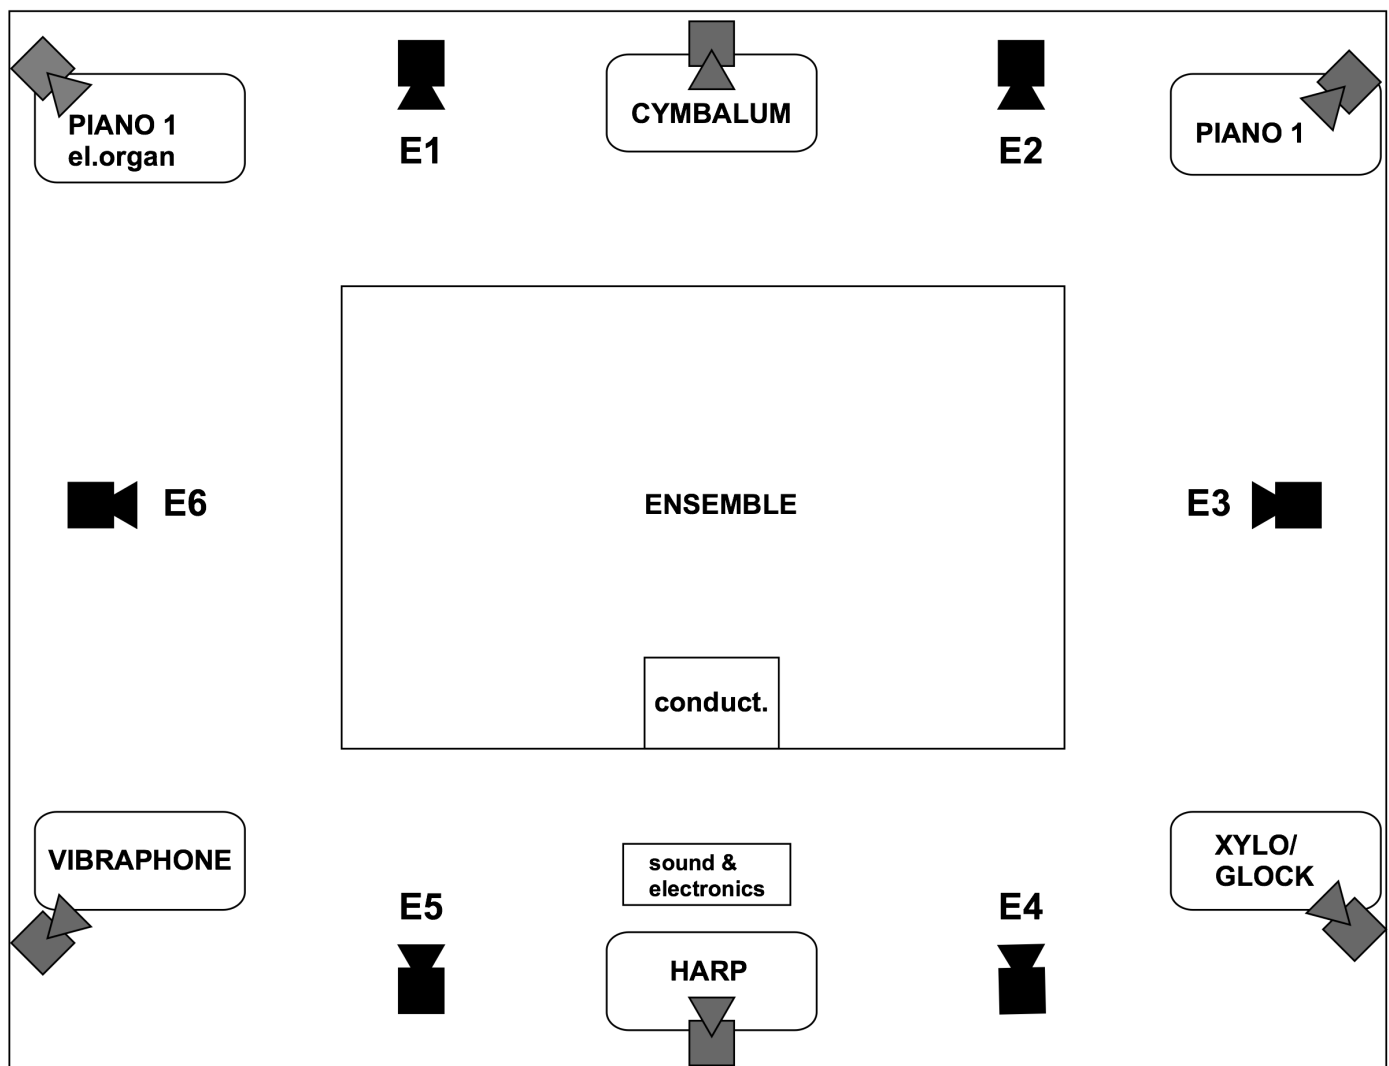 PIANO 1
el.organ
E1
CYMBALUM
E2
PIANO 1
E6
ENSEMBLE
E3
conduct.
VIBRAPHONE
sound &
electronics
XYLO/
GLOCK
E5
E4
HARP